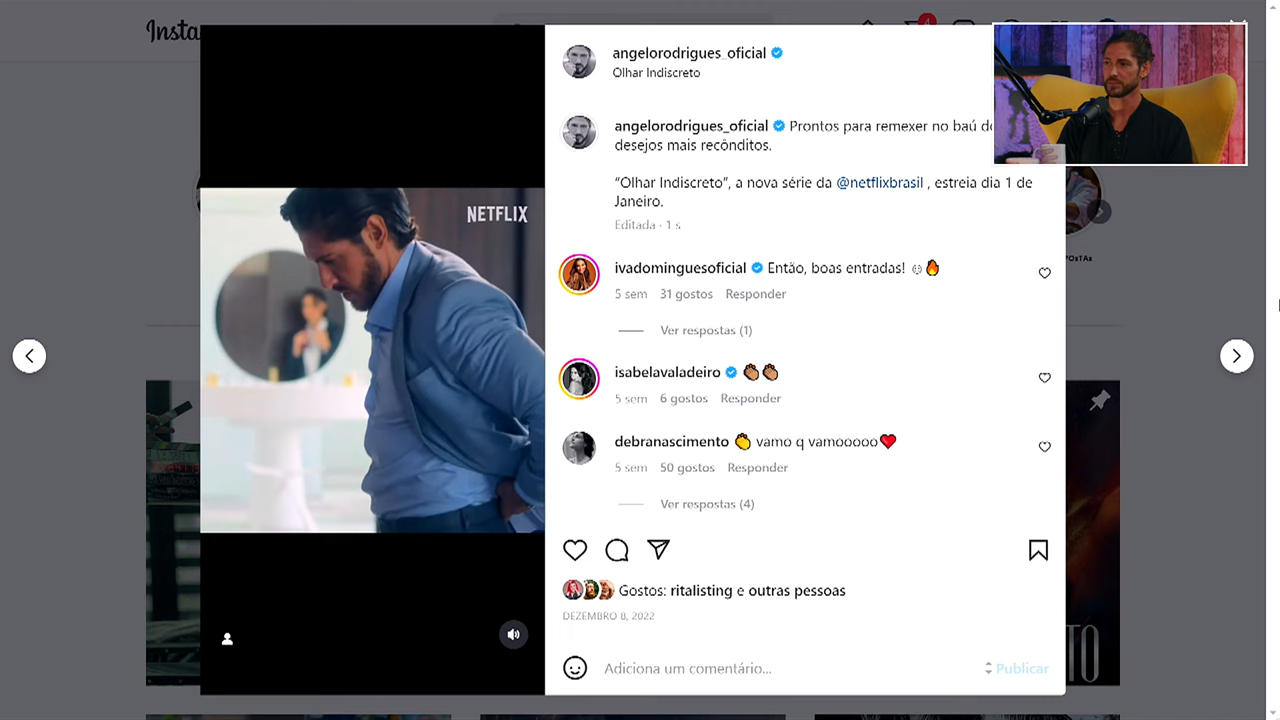 Insta
4
angelorodrigues_oficial
Olhar Indiscreto
angelorodrigues_oficial Prontos para remexer no baú
desejos mais recônditos.
“Olhar Indiscreto”, a nova série da @netflixbrasil , estreia dia 1 de
Janeiro.
Editada · 1 s
NETFLIX
ivadominguesoficial Então, boas entradas!
5 sem 31 gostos Responder
Ver respostas (1)
isabelavaladeiro
5 sem 6 gostos Responder
debranascimento vamo q vamooooo
5 sem 50 gostos Responder
Ver respostas (4)
Gostos: ritalisting e outras pessoas
DEZEMBRO 8, 2022
Adiciona um comentário...
Publicar